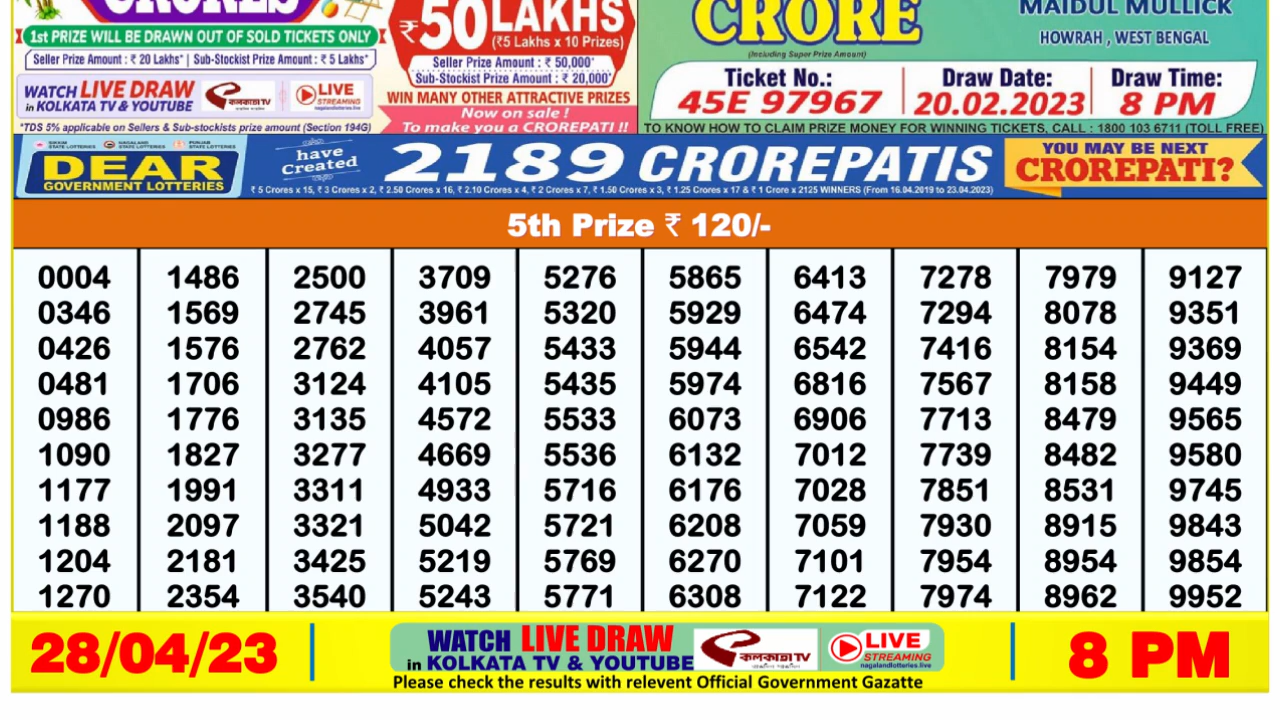 CRORES
1st PRIZE WILL BE DRAWN OUT OF SOLD TICKETS ONLY
Seller Prize Amount : ₹ 20 Lakhs* | Sub-Stockist Prize Amount : ₹ 5 Lakhs*
WATCH LIVE DRAW
in KOLKATA TV & YOUTUBE
কলকাতা TV
LIVE
STREAMING
*TDS 5% applicable on Sellers & Sub-stockists prize amount (Section 194G)
₹50 LAKHS
(₹5 Lakhs x 10 Prizes)
Seller Prize Amount : ₹ 50,000*
Sub-Stockist Prize Amount : ₹ 20,000*
WIN MANY OTHER ATTRACTIVE PRIZES
Now on sale !
To make you a CROREPATI !!
CRORE
(Including Super Prize Amount)
MAIDUL MULLICK
HOWRAH , WEST BENGAL
Ticket No.: Draw Date: Draw Time:
45E 97967 20.02.2023 8 PM
TO KNOW HOW TO CLAIM PRIZE MONEY FOR WINNING TICKETS, CALL : 1800 103 6711 (TOLL FREE)
SIKKIM STATE LOTTERIES NAGALAND STATE LOTTERIES PUNJAB STATE LOTTERIES
DEAR
GOVERNMENT LOTTERIES
have created 2189 CROREPATIS
₹ 5 Crores x 15, ₹ 3 Crores x 2, ₹ 2.50 Crores x 16, ₹ 2.10 Crores x 4, ₹ 2 Crores x 7, ₹ 1.50 Crores x 3, ₹ 1.25 Crores x 17 & ₹ 1 Crore x 2125 WINNERS (From 16.04.2019 to 23.04.2023)
YOU MAY BE NEXT
CROREPATI?
5th Prize ₹ 120/-
0004 1486 2500 3709 5276 5865 6413 7278 7979 9127
0346 1569 2745 3961 5320 5929 6474 7294 8078 9351
0426 1576 2762 4057 5433 5944 6542 7416 8154 9369
0481 1706 3124 4105 5435 5974 6816 7567 8158 9449
0986 1776 3135 4572 5533 6073 6906 7713 8479 9565
1090 1827 3277 4669 5536 6132 7012 7739 8482 9580
1177 1991 3311 4933 5716 6176 7028 7851 8531 9745
1188 2097 3321 5042 5721 6208 7059 7930 8915 9843
1204 2181 3425 5219 5769 6270 7101 7954 8954 9854
1270 2354 3540 5243 5771 6308 7122 7974 8962 9952
28/04/23
WATCH LIVE DRAW
in KOLKATA TV & YOUTUBE
কলকাতা TV
LIVE
STREAMING
nagalandlotteries.live
Please check the results with relevent Official Government Gazatte
8 PM